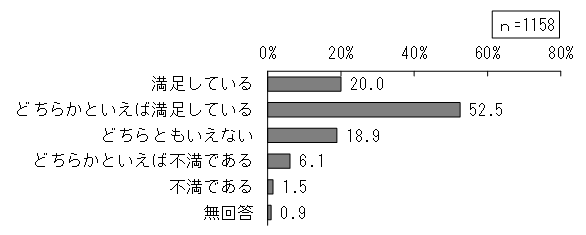 n=1158
0% 20% 40% 60% 80%
満足している 20.0
どちらかといえば満足している 52.5
どちらともいえない 18.9
どちらかといえば不満である 6.1
不満である 1.5
無回答 0.9